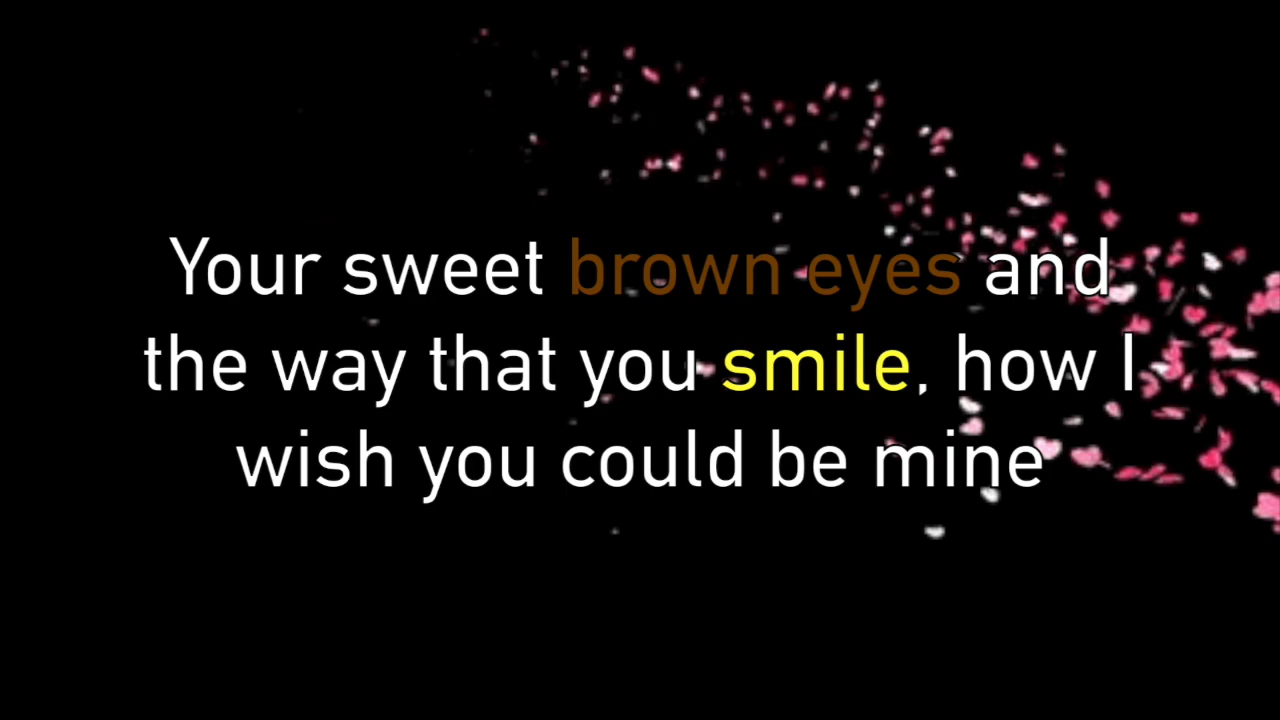 Your sweet brown eyes and
the way that you smile, how I
wish you could be mine